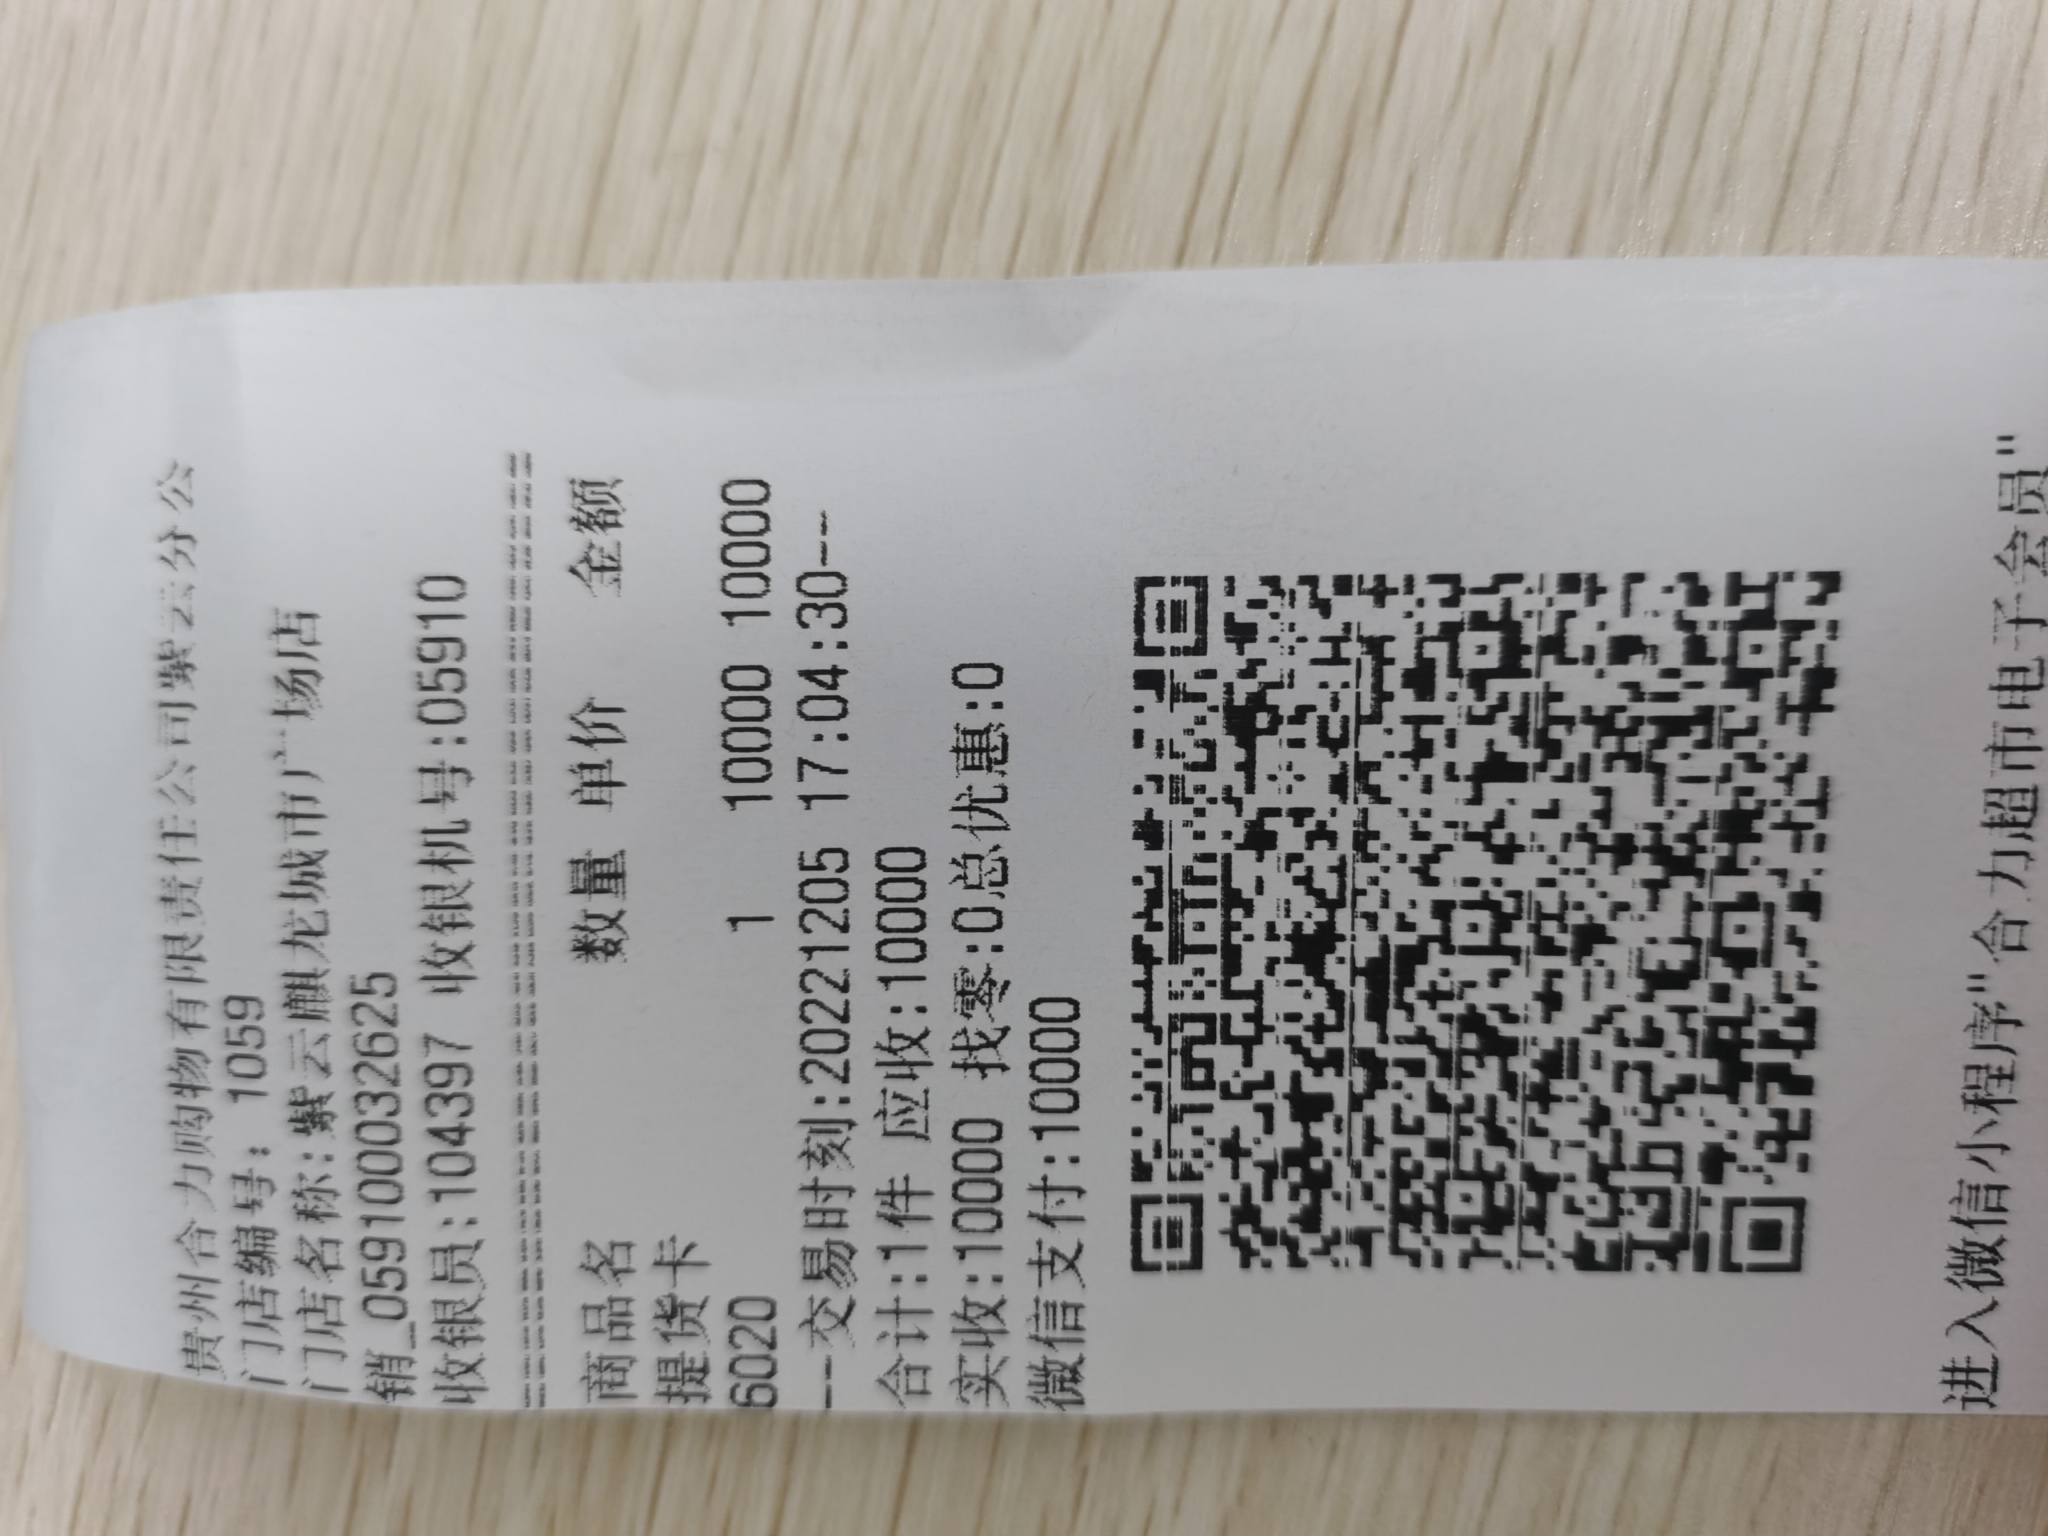 贵州合力购物有限责任公司紫云分公
门店编号: 1059
门店名称:紫云麒龙城市广场店
销_0591000032625
收银员:104397 收银机号:05910
商品名 数量 单价 金额
提货卡
6020 1 10000 10000
--交易时刻:20221205 17:04:30--
合计:1件 应收:10000
实收:10000 找零:0总优惠:0
微信支付:10000
进入微信小程序"合力超市电子会员"